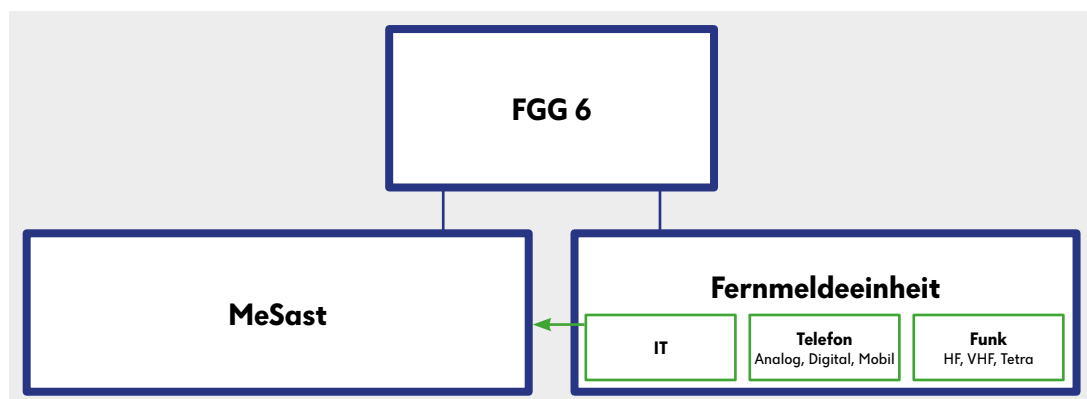 FGG 6
MeSast
Fernmeldeeinheit
IT
Telefon
Analog, Digital, Mobil
Funk
HF, VHF, Tetra